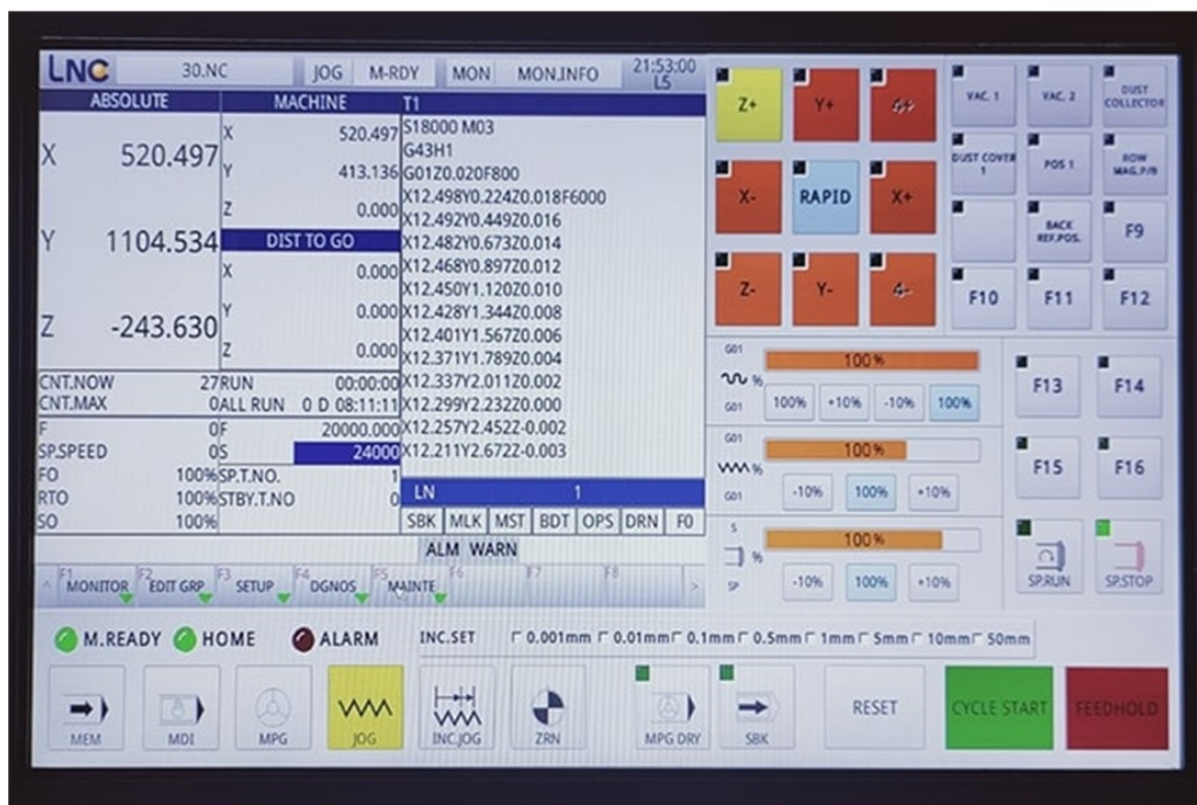 LNC 30.NC JOG M-RDY MON MON.INFO 21:53:00
L5
ABSOLUTE MACHINE T1
X 520.497
Y 1104.534
Z -243.630
X 520.497
Y 413.136
Z 0.000
DIST TO GO
X 0.000
Y 0.000
Z 0.000
S18000 M03
G43H1
G01Z0.020F800
X12.498Y0.224Z0.018F6000
X12.492Y0.449Z0.016
X12.482Y0.673Z0.014
X12.468Y0.897Z0.012
X12.450Y1.120Z0.010
X12.428Y1.344Z0.008
X12.401Y1.567Z0.006
X12.371Y1.789Z0.004
X12.337Y2.011Z0.002
X12.299Y2.232Z0.000
X12.257Y2.452Z-0.002
X12.211Y2.672Z-0.003
CNT.NOW 27 RUN 00:00:00
CNT.MAX 0 ALL RUN 0 D 08:11:11
F 0 F 20000.000
SP.SPEED 0 S 24000
FO 100% SP.T.NO. 1
RTO 100% STBY.T.NO 0
SO 100%
LN 1
SBK MLK MST BDT OPS DRN F0
ALM WARN
F1 MONITOR F2 EDIT GRP F3 SETUP F4 DGNOS F5 MAINTE F6 F7 F8 >
Z+ Y+ 4+
X- RAPID X+
Z- Y- 4-
VAC. 1 VAC. 2 DUST COLLECTOR
DUST COVER 1 POS 1 ROW MAG.P/B
BACK REF.POS. F9
F10 F11 F12
G01 100%
%
G01 100% +10% -10% 100%
G01 100%
%
G01 -10% 100% +10%
S 100%
%
SP -10% 100% +10%
F13 F14
F15 F16
SP.RUN SP.STOP
M.READY HOME ALARM INC.SET 0.001mm 0.01mm 0.1mm 0.5mm 1mm 5mm 10mm 50mm
MEM MDI MPG JOG INC.JOG ZRN MPG DRY SBK RESET CYCLE START FEEDHOLD